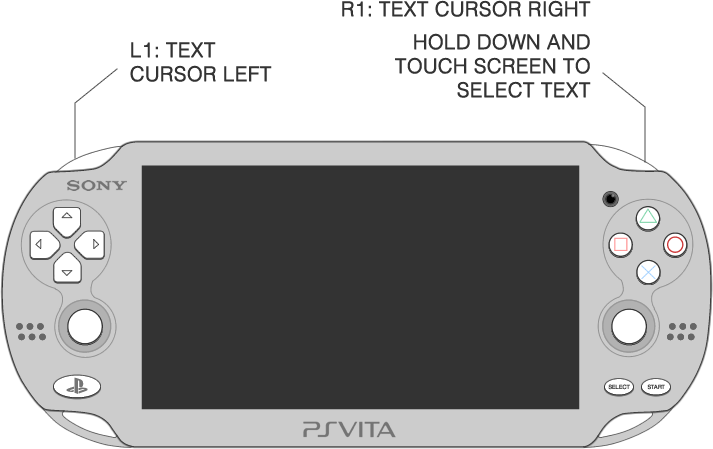 R1: TEXT CURSOR RIGHT
L1: TEXT
CURSOR LEFT
HOLD DOWN AND
TOUCH SCREEN TO
SELECT TEXT
SONY
SELECT
START
PSVITA